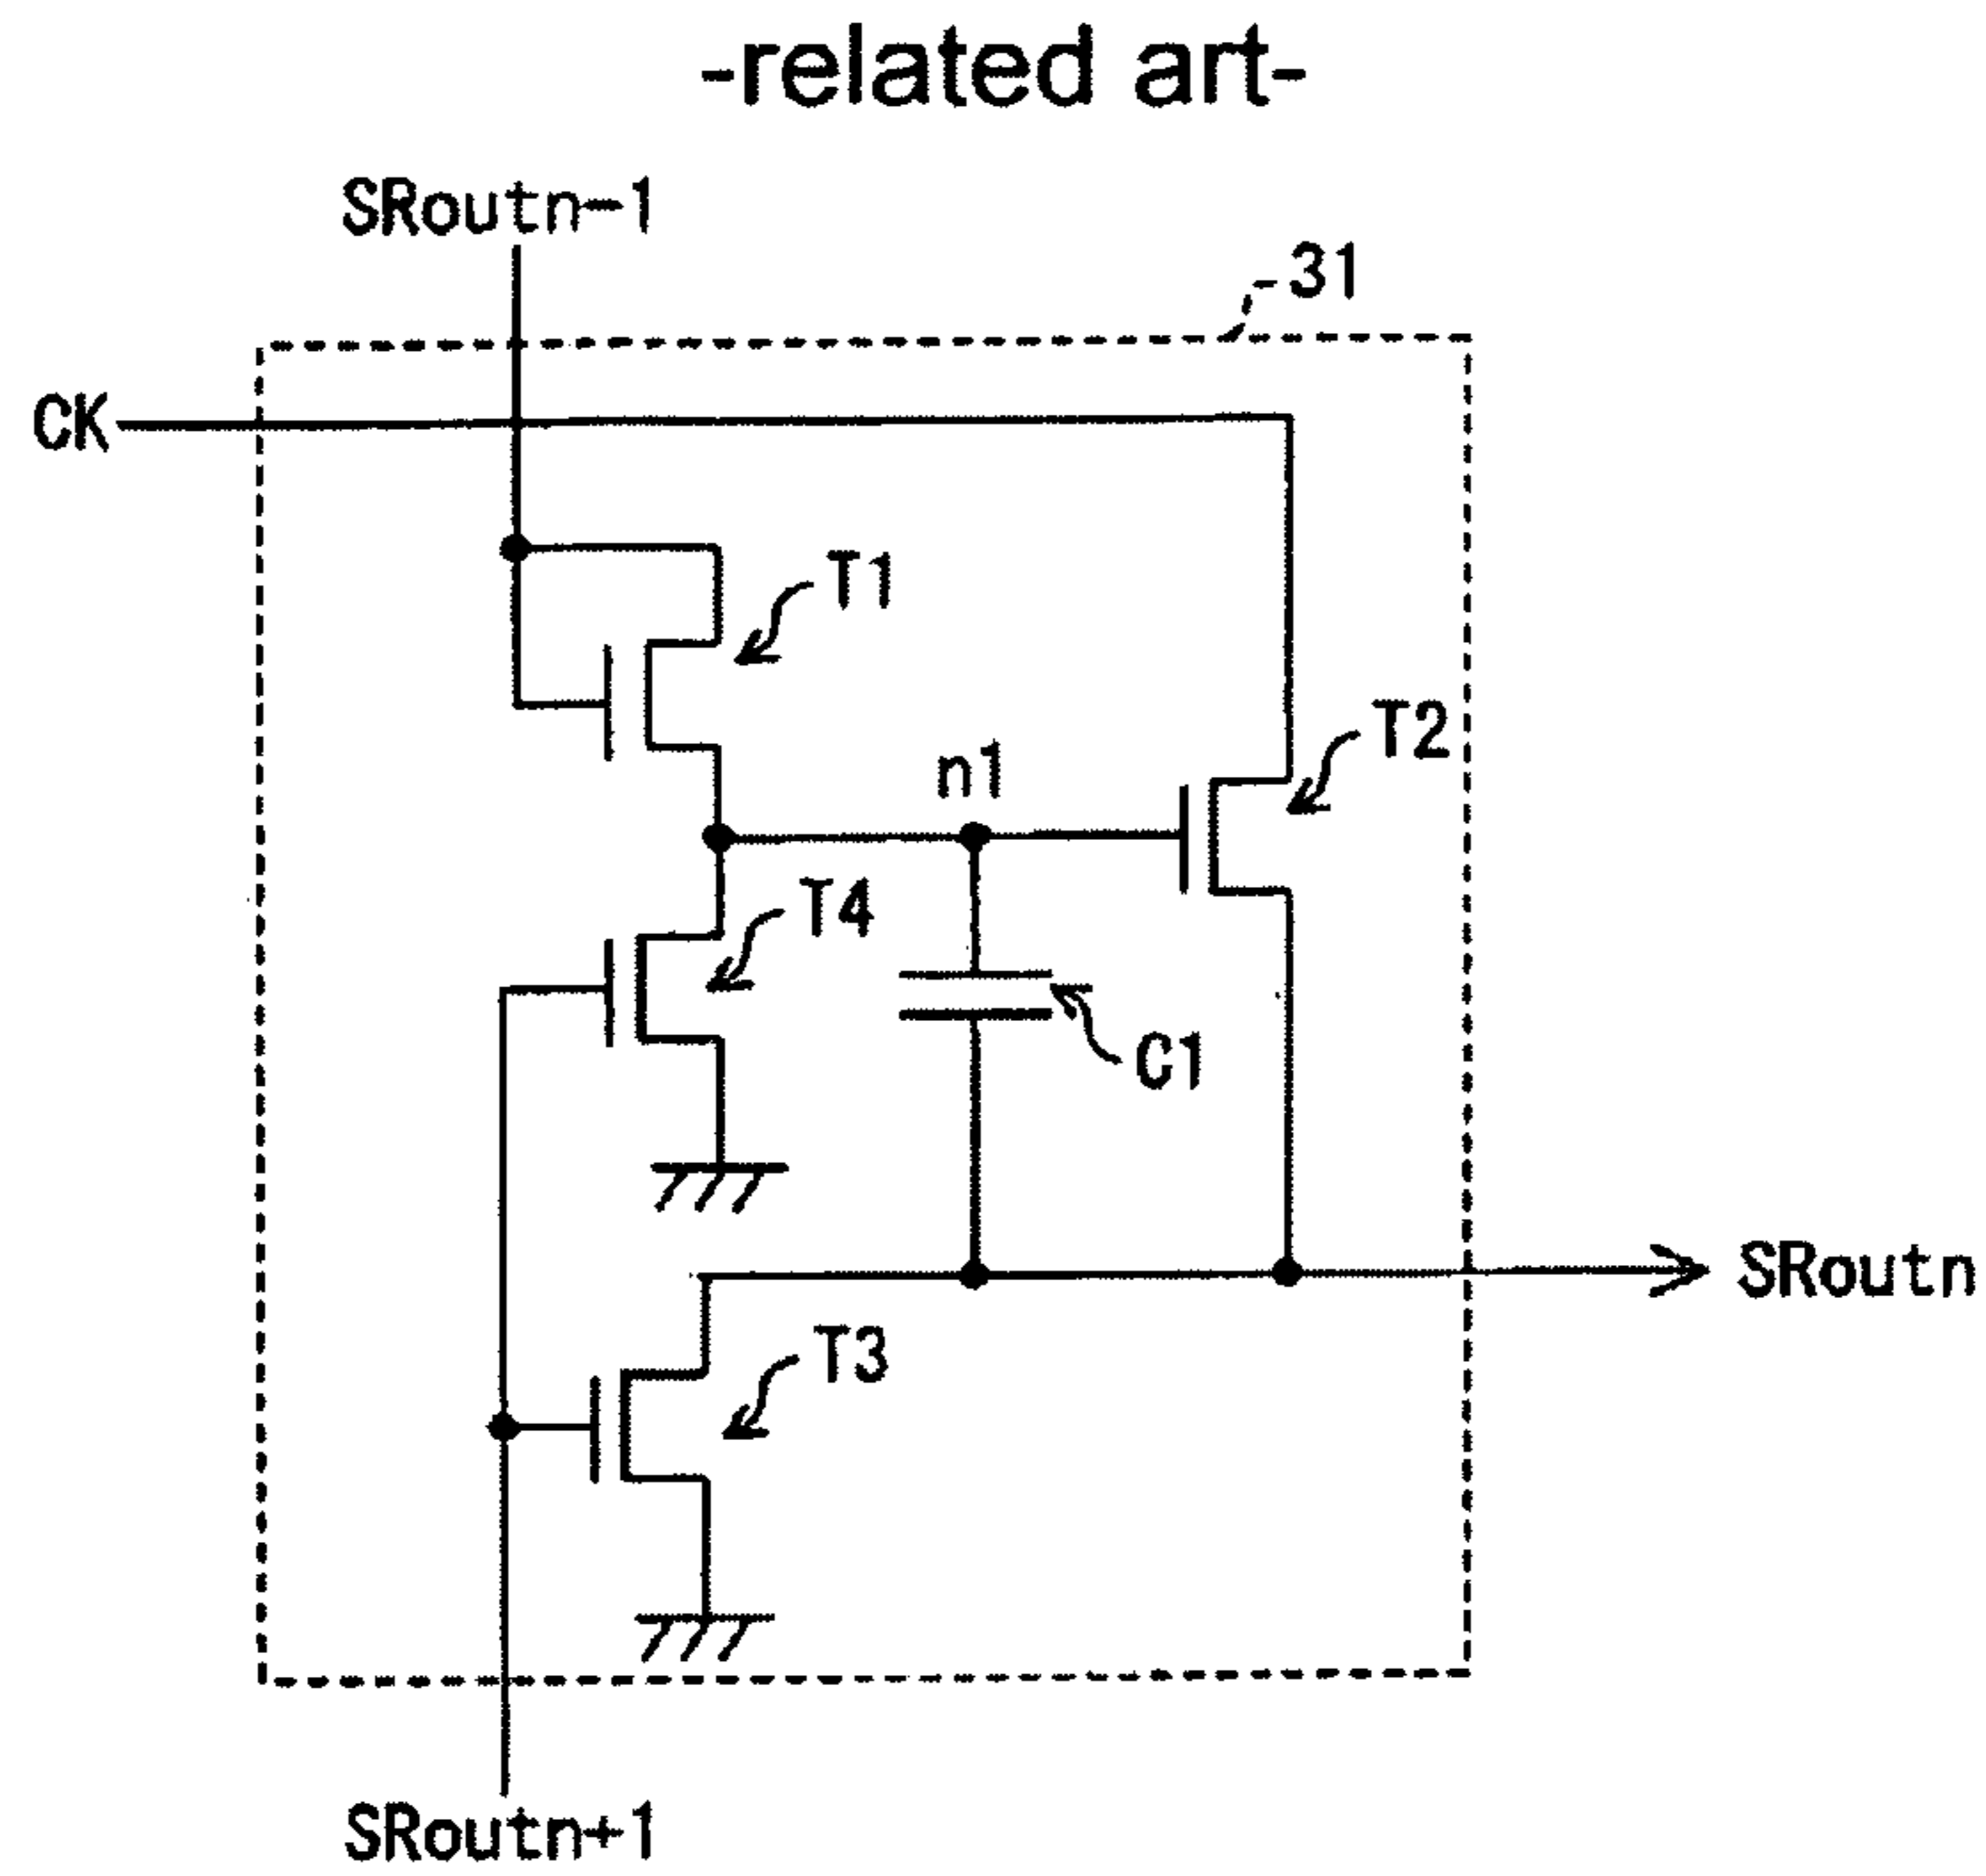 -related art-
SRoutn-1
31
CK
T1
T2
n1
T4
C1
SRoutn
T3
SRoutn+1